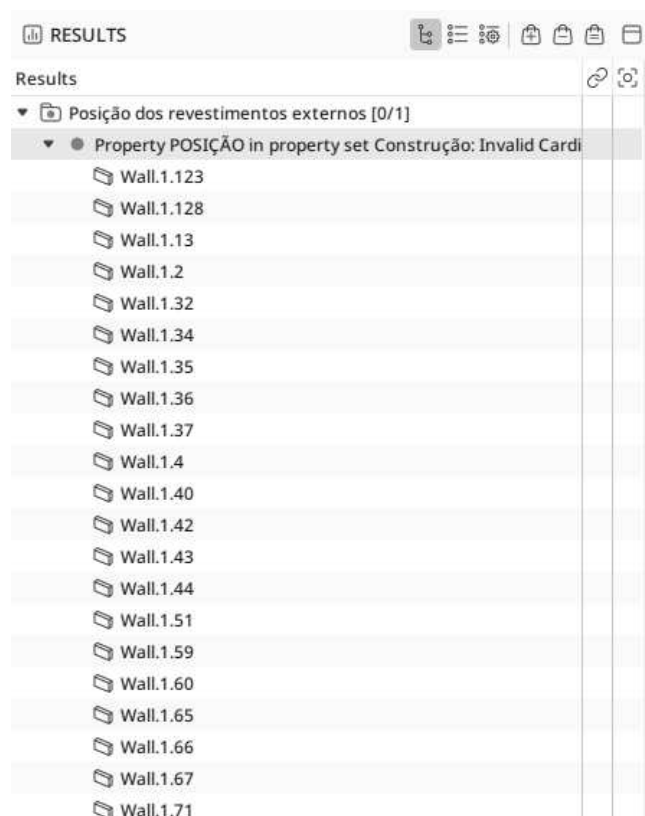 RESULTS
Results
Posição dos revestimentos externos [0/1]
Property POSIÇÃO in property set Construção: Invalid Cardi
Wall.1.123
Wall.1.128
Wall.1.13
Wall.1.2
Wall.1.32
Wall.1.34
Wall.1.35
Wall.1.36
Wall.1.37
Wall.1.4
Wall.1.40
Wall.1.42
Wall.1.43
Wall.1.44
Wall.1.51
Wall.1.59
Wall.1.60
Wall.1.65
Wall.1.66
Wall.1.67
Wall.1.71